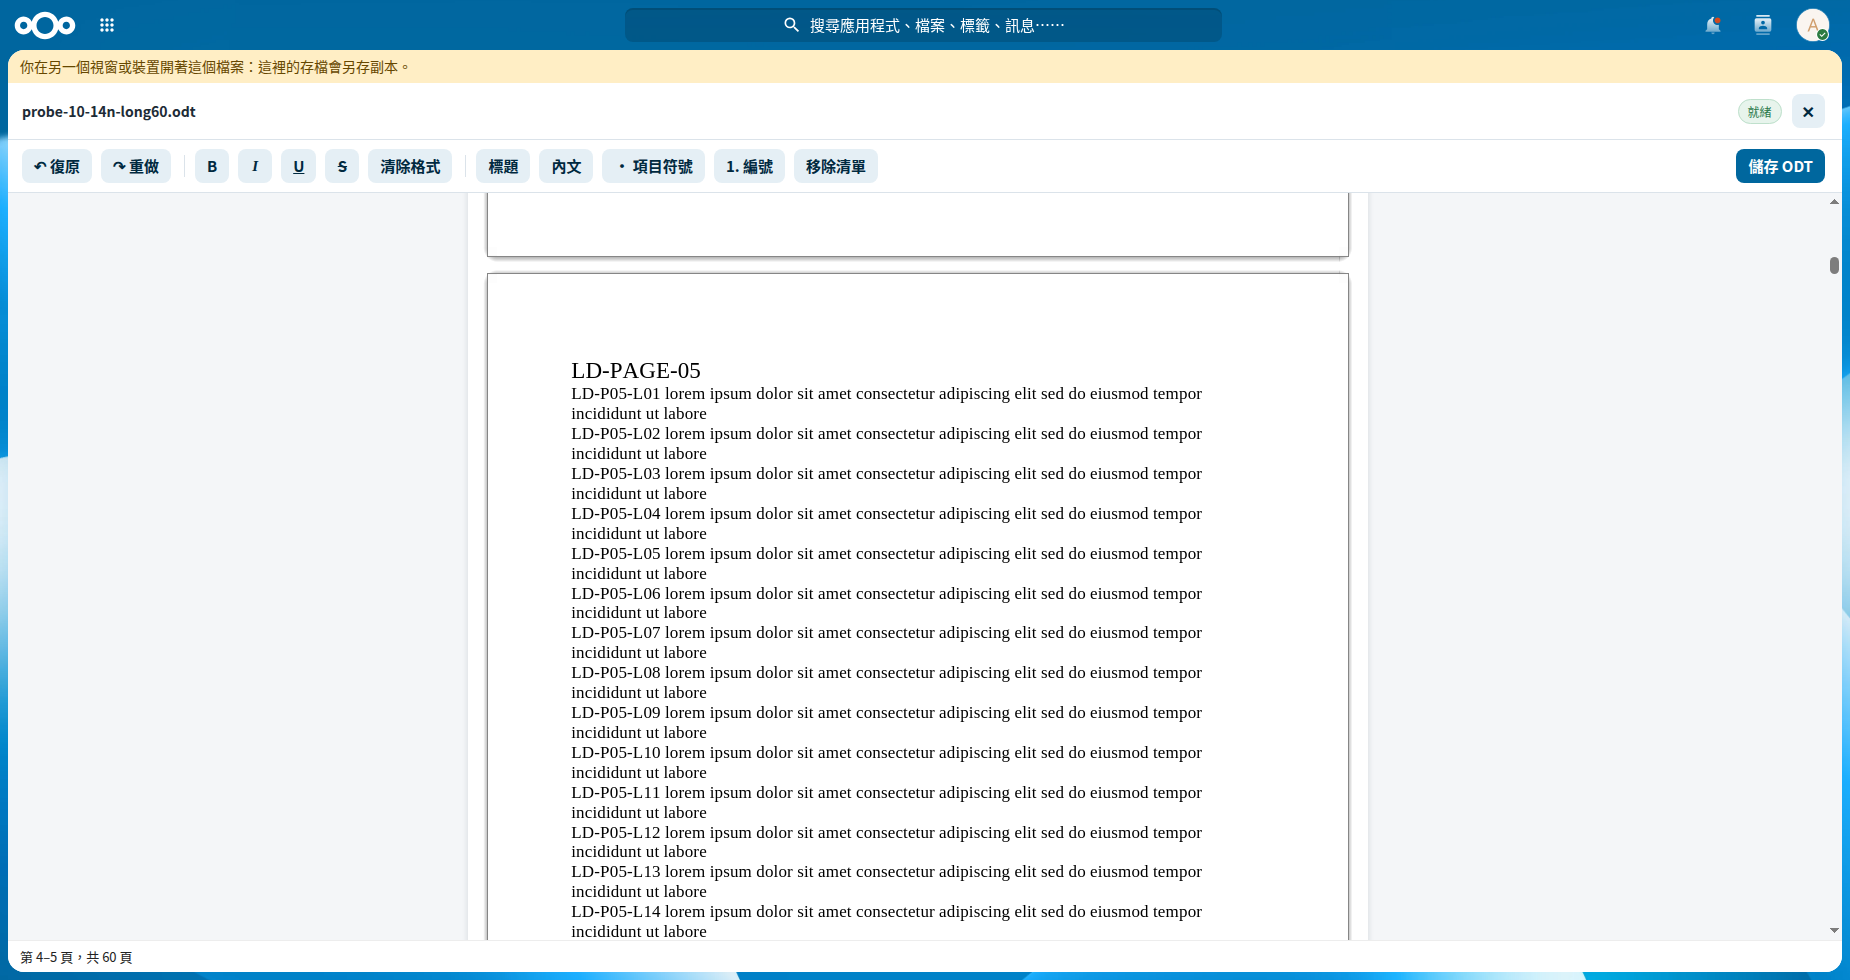 搜尋應用程式、檔案、標籤、訊息⋯⋯
A
你在另一個視窗或裝置開著這個檔案：這裡的存檔會另存副本。
probe-10-14n-long60.odt
就緒 ✕
↶ 復原 ↷ 重做 B I U S 清除格式 標題 內文 • 項目符號 1. 編號 移除清單 儲存 ODT
LD-PAGE-05
LD-P05-L01 lorem ipsum dolor sit amet consectetur adipiscing elit sed do eiusmod tempor
incididunt ut labore
LD-P05-L02 lorem ipsum dolor sit amet consectetur adipiscing elit sed do eiusmod tempor
incididunt ut labore
LD-P05-L03 lorem ipsum dolor sit amet consectetur adipiscing elit sed do eiusmod tempor
incididunt ut labore
LD-P05-L04 lorem ipsum dolor sit amet consectetur adipiscing elit sed do eiusmod tempor
incididunt ut labore
LD-P05-L05 lorem ipsum dolor sit amet consectetur adipiscing elit sed do eiusmod tempor
incididunt ut labore
LD-P05-L06 lorem ipsum dolor sit amet consectetur adipiscing elit sed do eiusmod tempor
incididunt ut labore
LD-P05-L07 lorem ipsum dolor sit amet consectetur adipiscing elit sed do eiusmod tempor
incididunt ut labore
LD-P05-L08 lorem ipsum dolor sit amet consectetur adipiscing elit sed do eiusmod tempor
incididunt ut labore
LD-P05-L09 lorem ipsum dolor sit amet consectetur adipiscing elit sed do eiusmod tempor
incididunt ut labore
LD-P05-L10 lorem ipsum dolor sit amet consectetur adipiscing elit sed do eiusmod tempor
incididunt ut labore
LD-P05-L11 lorem ipsum dolor sit amet consectetur adipiscing elit sed do eiusmod tempor
incididunt ut labore
LD-P05-L12 lorem ipsum dolor sit amet consectetur adipiscing elit sed do eiusmod tempor
incididunt ut labore
LD-P05-L13 lorem ipsum dolor sit amet consectetur adipiscing elit sed do eiusmod tempor
incididunt ut labore
LD-P05-L14 lorem ipsum dolor sit amet consectetur adipiscing elit sed do eiusmod tempor
incididunt ut labore
第 4–5 頁，共 60 頁